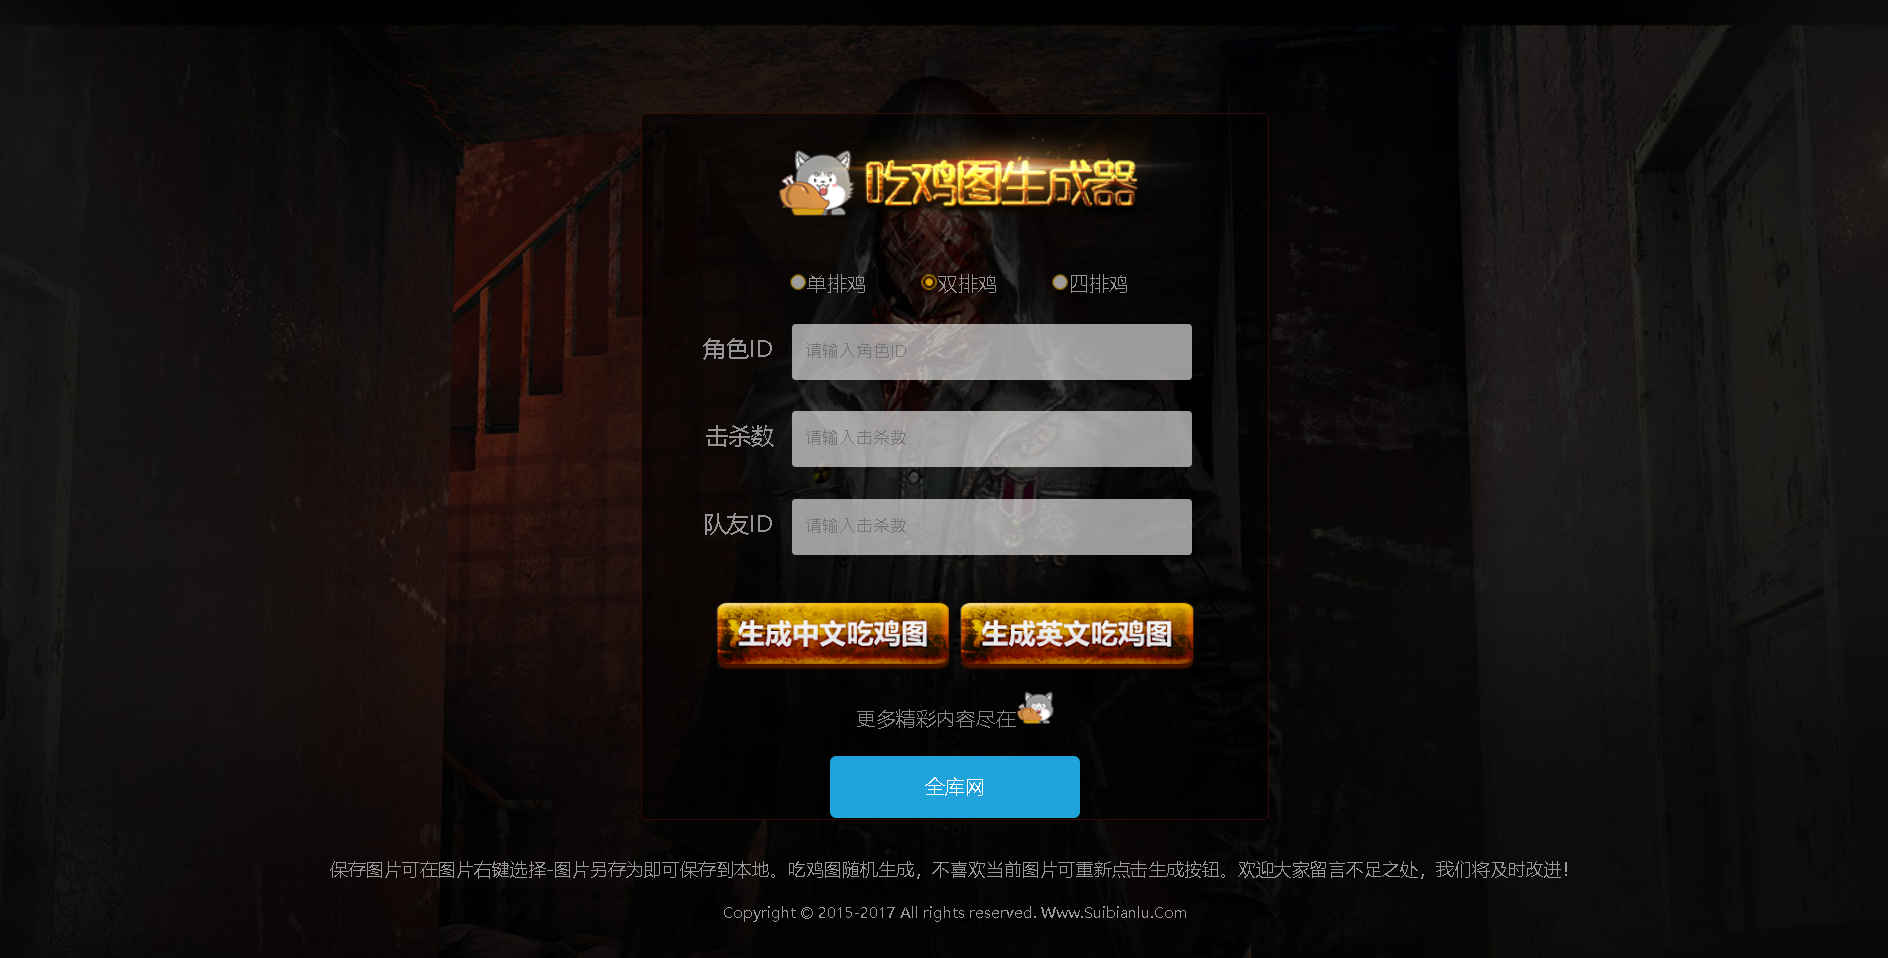 吃鸡图生成器
单排鸡 双排鸡 四排鸡
角色ID 请输入角色ID
击杀数 请输入击杀数
队友ID 请输入击杀数
生成中文吃鸡图 生成英文吃鸡图
更多精彩内容尽在
全库网
保存图片可在图片右键选择-图片另存为即可保存到本地。吃鸡图随机生成，不喜欢当前图片可重新点击生成按钮。欢迎大家留言不足之处，我们将及时改进！
Copyright © 2015-2017 All rights reserved. Www.Suibianlu.Com